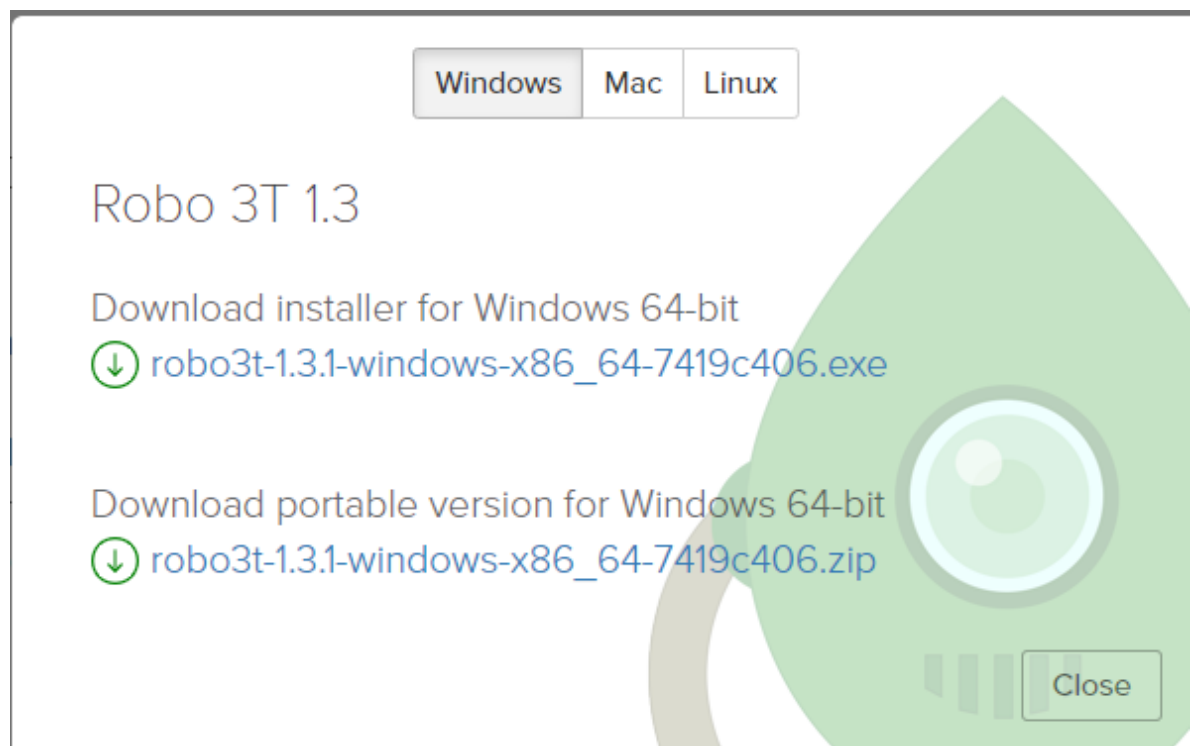 Windows Mac Linux
Robo 3T 1.3
Download installer for Windows 64-bit
robo3t-1.3.1-windows-x86_64-7419c406.exe
Download portable version for Windows 64-bit
robo3t-1.3.1-windows-x86_64-7419c406.zip
Close